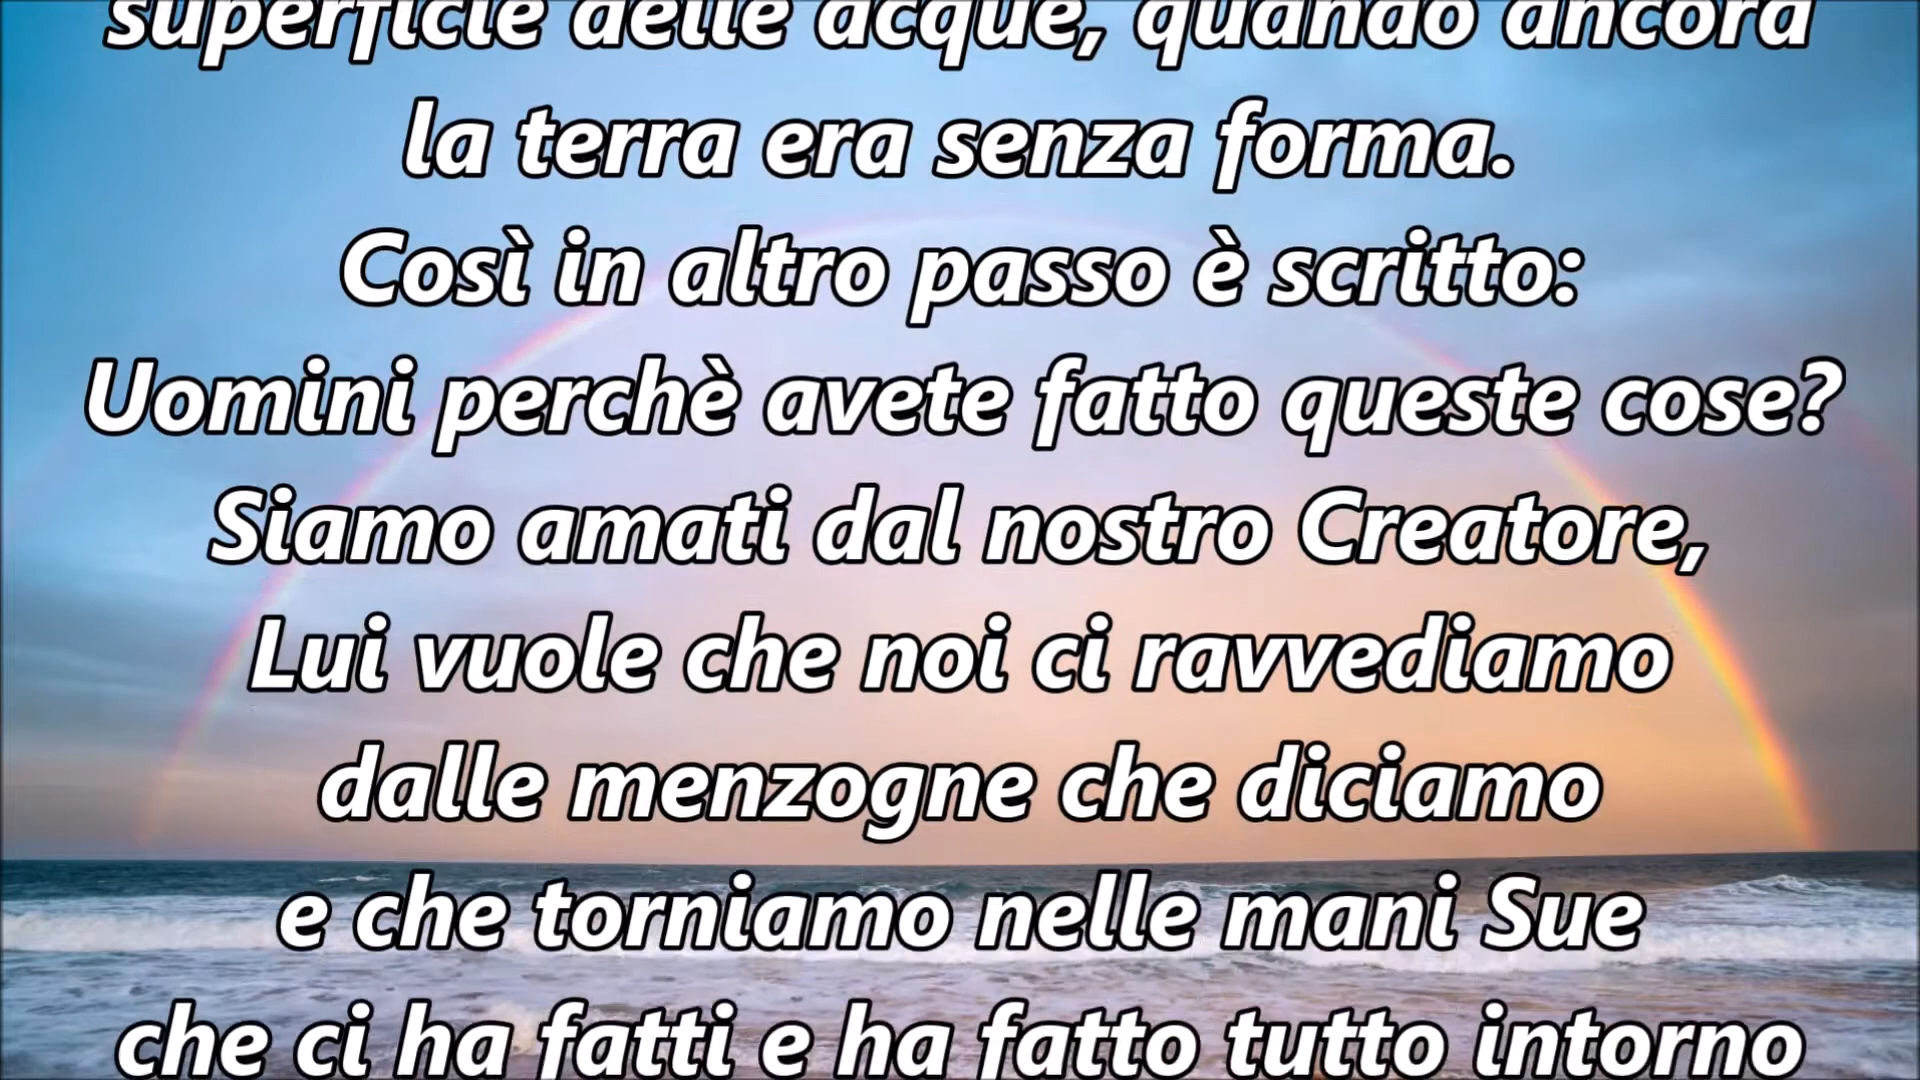 superficie delle acque, quando ancora
la terra era senza forma.
Così in altro passo è scritto:
Uomini perchè avete fatto queste cose?
Siamo amati dal nostro Creatore,
Lui vuole che noi ci ravvediamo
dalle menzogne che diciamo
e che torniamo nelle mani Sue
che ci ha fatti e ha fatto tutto intorno